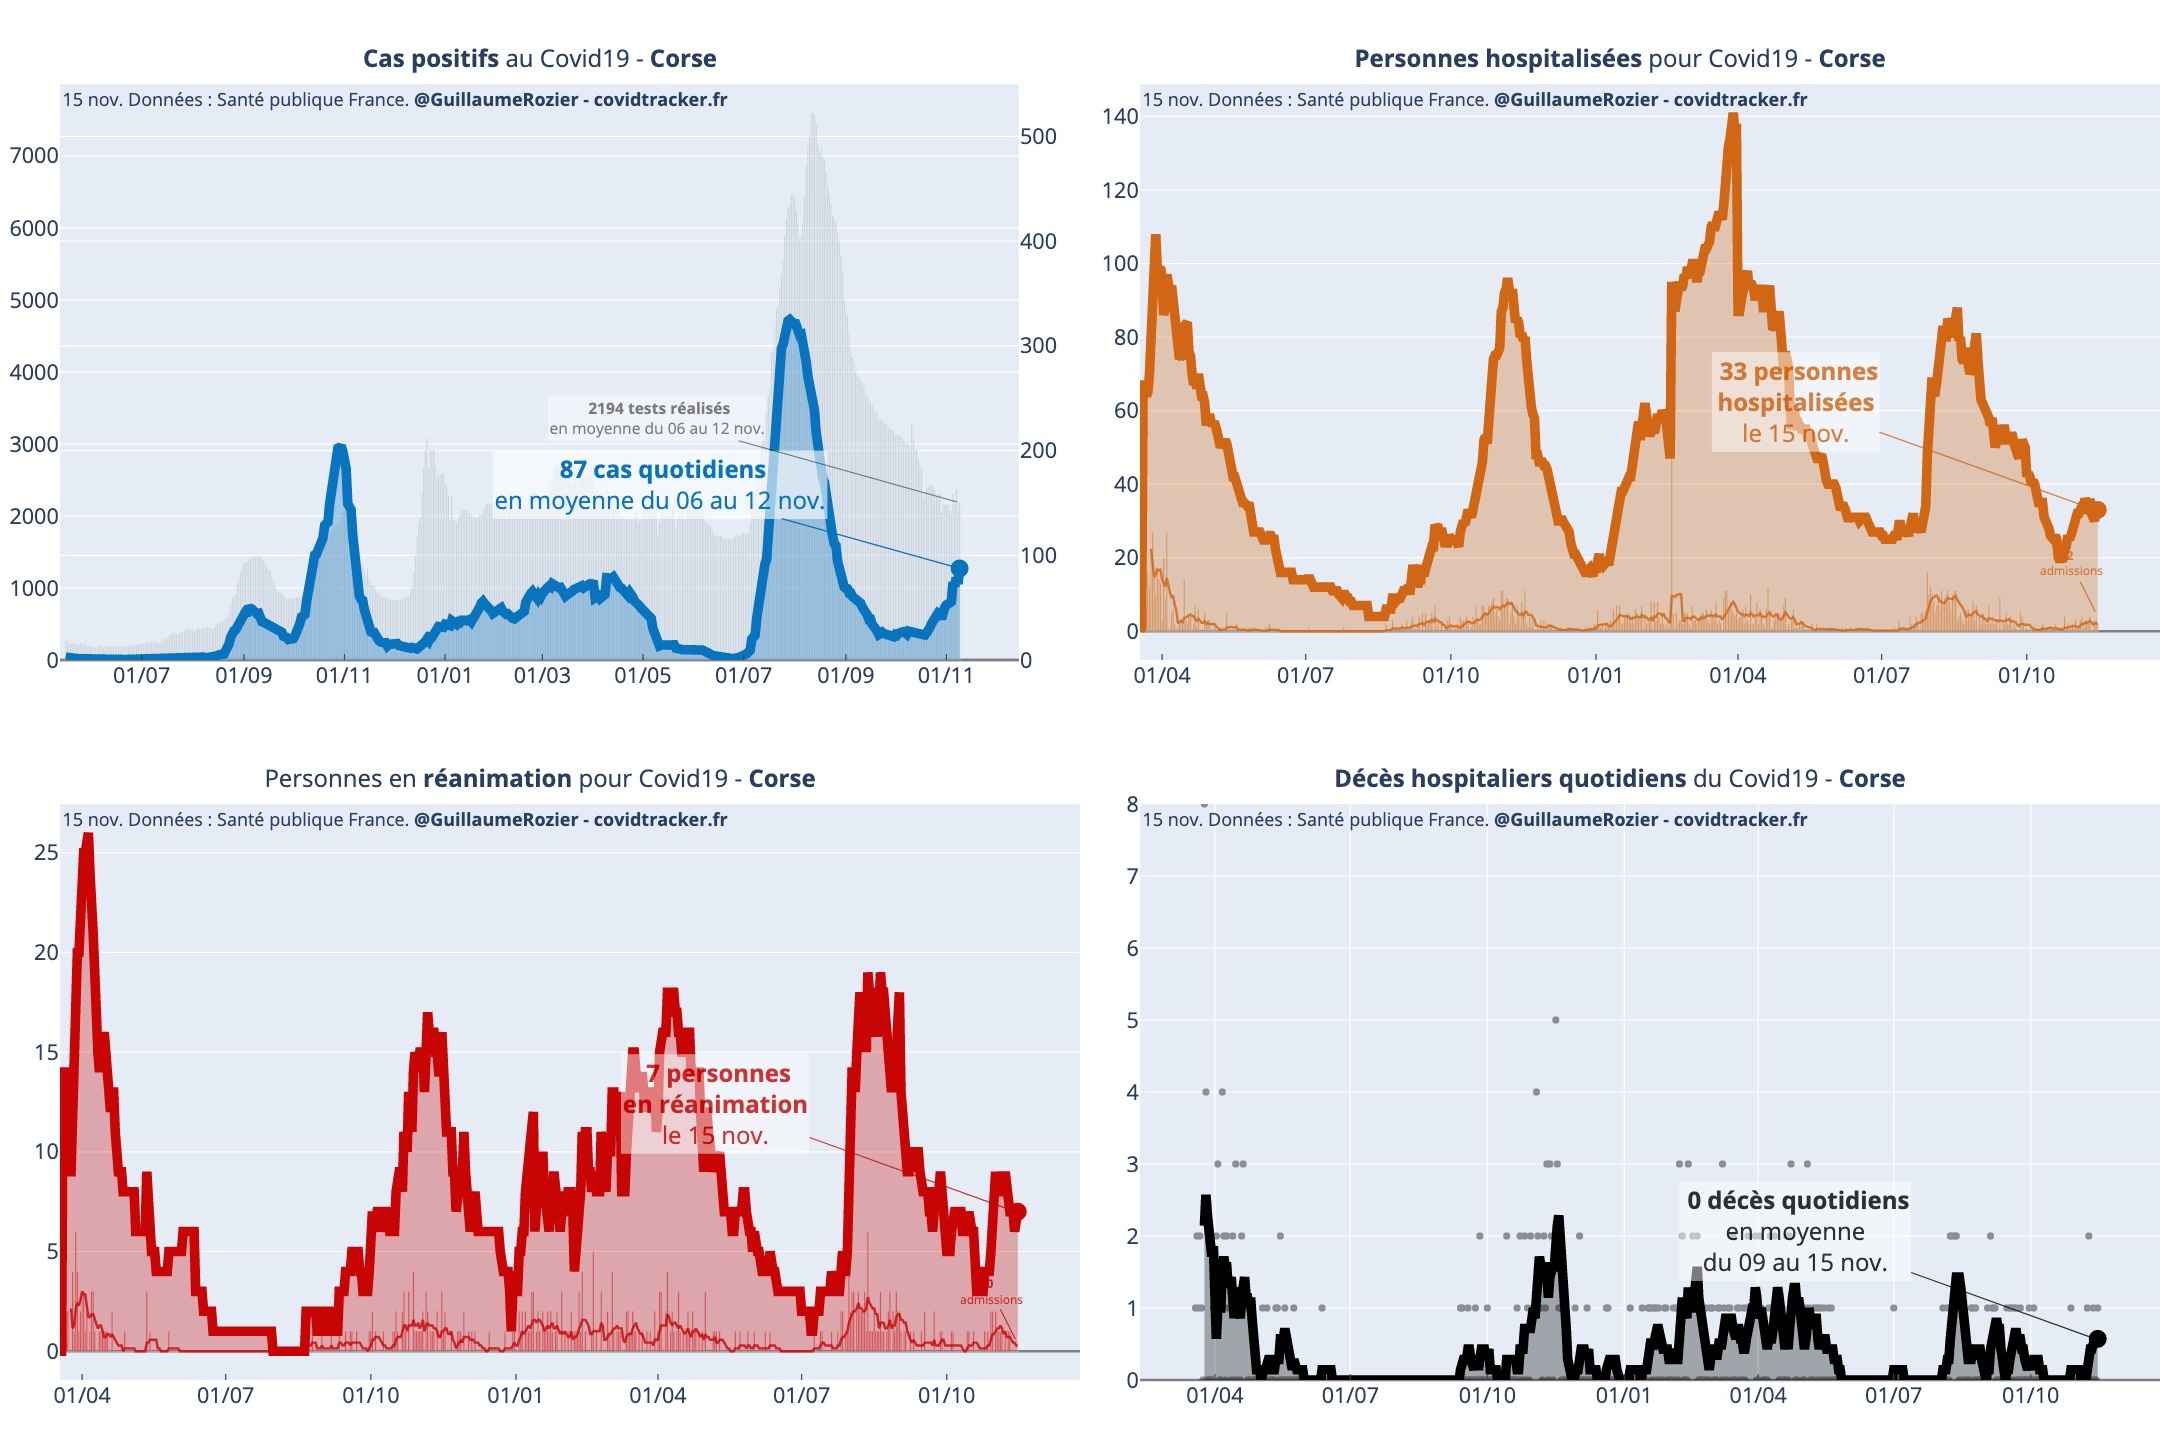 Cas positifs au Covid19 - Corse
15 nov. Données : Santé publique France. @GuillaumeRozier - covidtracker.fr
7000
6000
5000
4000
3000
2000
1000
0
500
400
300
200
100
0
2194 tests réalisés
en moyenne du 06 au 12 nov.
87 cas quotidiens
en moyenne du 06 au 12 nov.
01/07 01/09 01/11 01/01 01/03 01/05 01/07 01/09 01/11
Personnes hospitalisées pour Covid19 - Corse
15 nov. Données : Santé publique France. @GuillaumeRozier - covidtracker.fr
140
120
100
80
60
40
20
0
33 personnes
hospitalisées
le 15 nov.
2
admissions
01/04 01/07 01/10 01/01 01/04 01/07 01/10
Personnes en réanimation pour Covid19 - Corse
15 nov. Données : Santé publique France. @GuillaumeRozier - covidtracker.fr
25
20
15
10
5
0
7 personnes
en réanimation
le 15 nov.
0
admissions
01/04 01/07 01/10 01/01 01/04 01/07 01/10
Décès hospitaliers quotidiens du Covid19 - Corse
15 nov. Données : Santé publique France. @GuillaumeRozier - covidtracker.fr
8
7
6
5
4
3
2
1
0
0 décès quotidiens
en moyenne
du 09 au 15 nov.
01/04 01/07 01/10 01/01 01/04 01/07 01/10